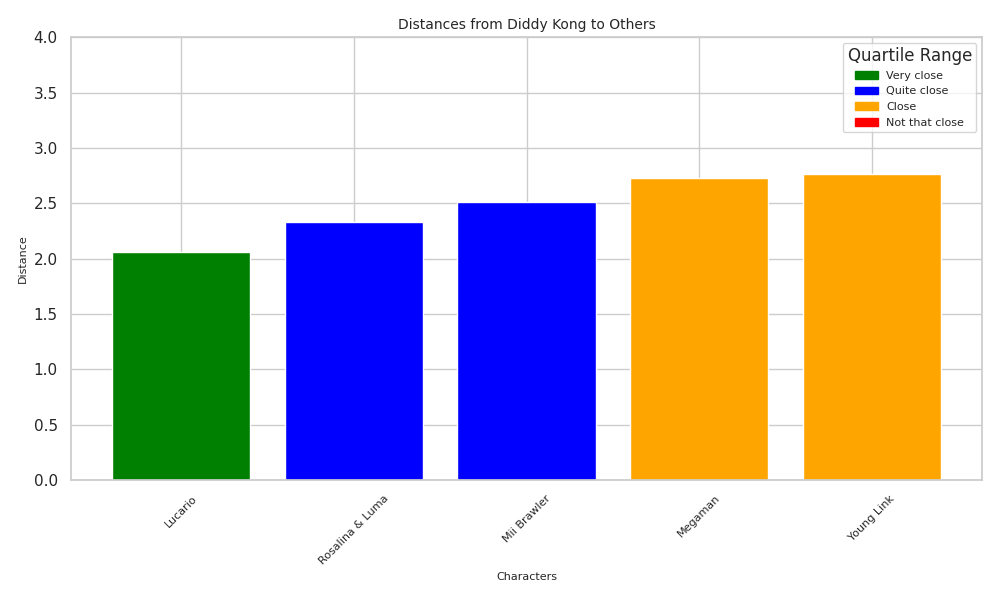 Distances from Diddy Kong to Others
4.0
3.5
3.0
2.5
2.0
1.5
1.0
0.5
0.0
Distance
Quartile Range
Very close
Quite close
Close
Not that close
Lucario
Rosalina & Luma
Mii Brawler
Megaman
Young Link
Characters